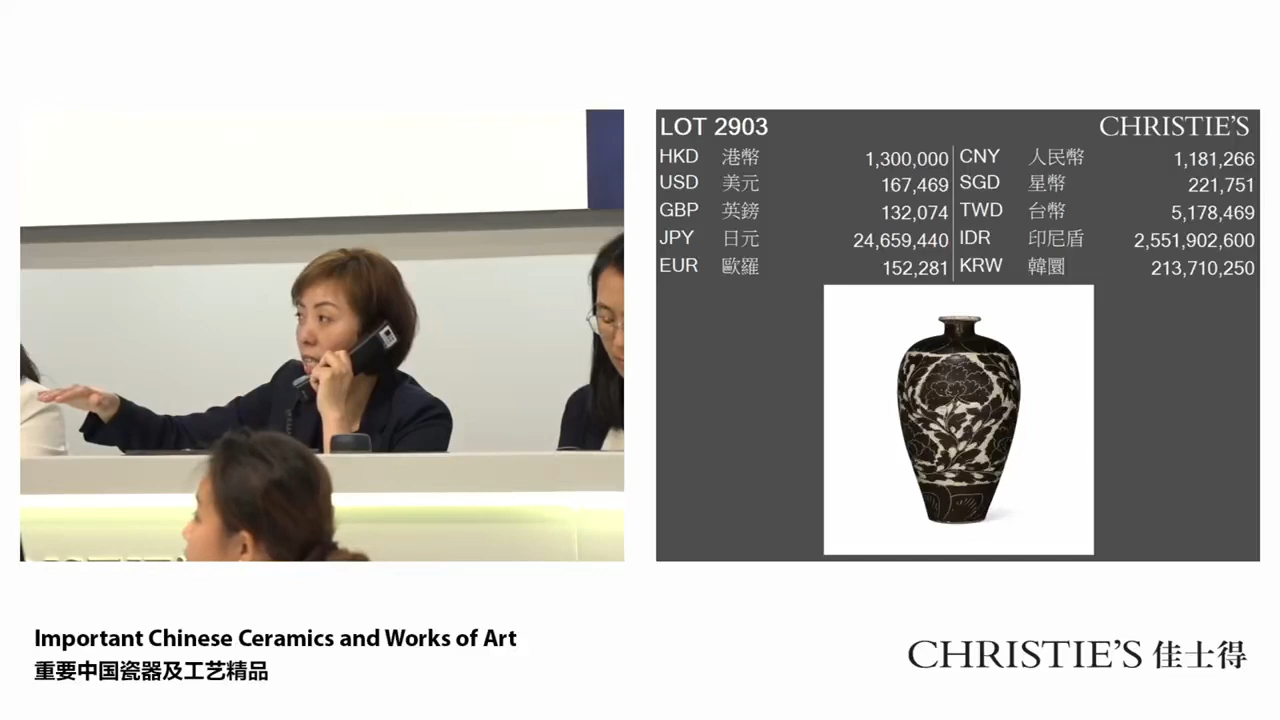 LOT 2903 CHRISTIE'S
HKD 港幣 1,300,000 CNY 人民幣 1,181,266
USD 美元 167,469 SGD 星幣 221,751
GBP 英鎊 132,074 TWD 台幣 5,178,469
JPY 日元 24,659,440 IDR 印尼盾 2,551,902,600
EUR 歐羅 152,281 KRW 韓圜 213,710,250
Important Chinese Ceramics and Works of Art
重要中国瓷器及工艺精品
CHRISTIE'S 佳士得